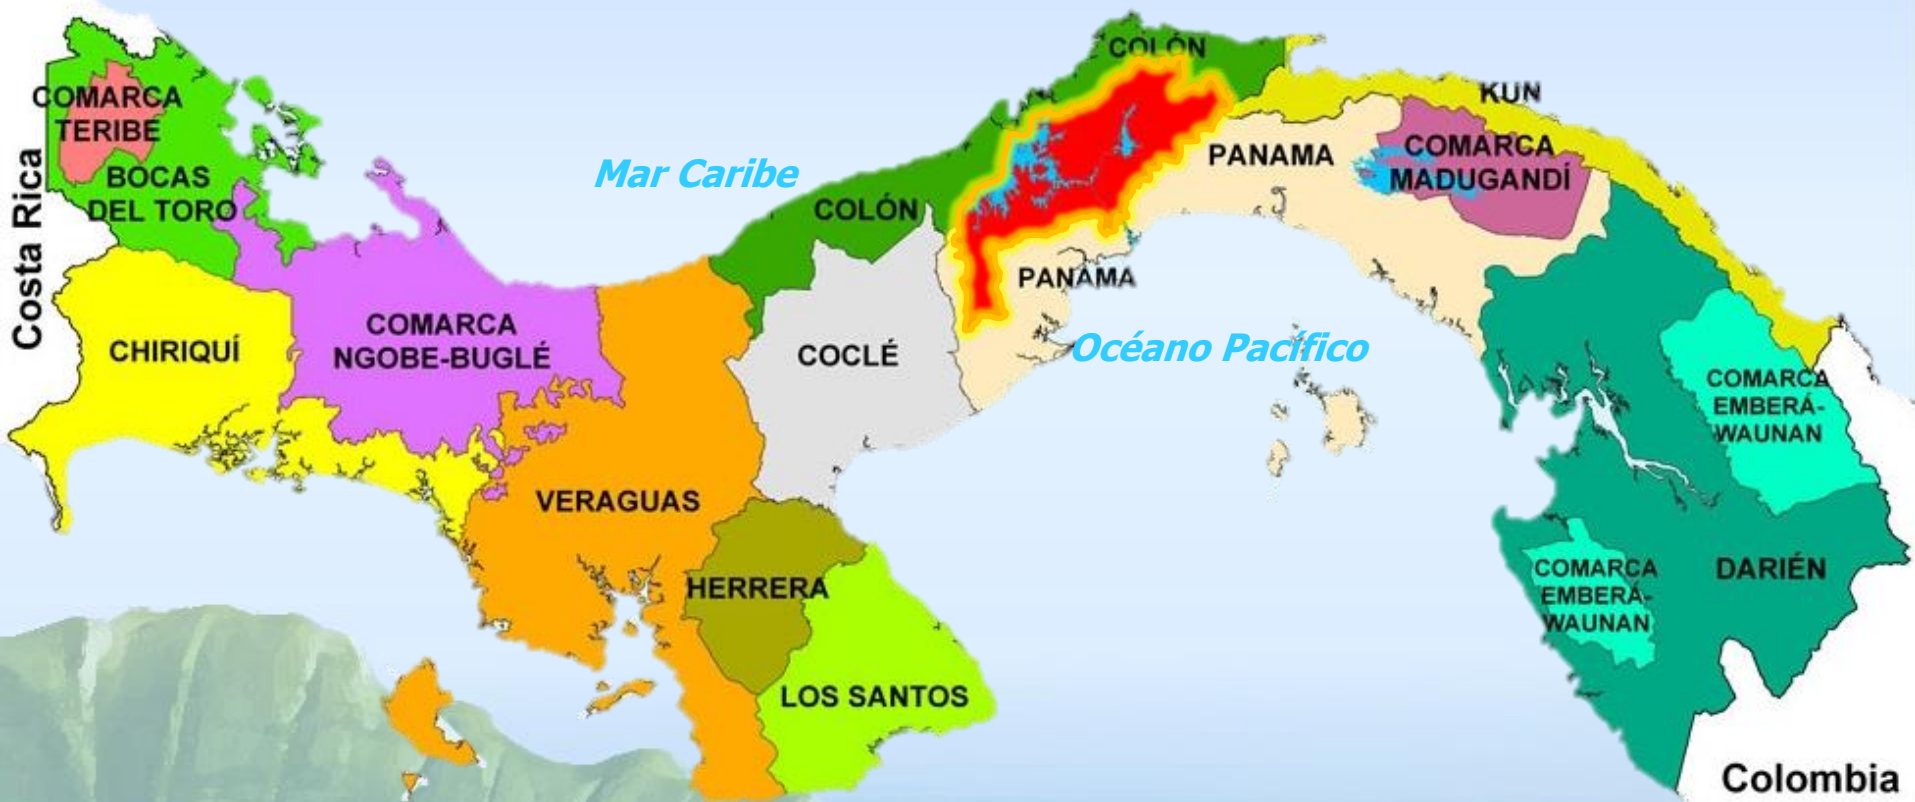 COLÓN
KUN
COMARCA
TERIBE
BOCAS
DEL TORO
Costa Rica
Mar Caribe
COLÓN
PANAMA
COMARCA
MADUGANDÍ
PANAMA
CHIRIQUÍ
COMARCA
NGOBE-BUGLÉ
COCLÉ
Océano Pacífico
COMARCA
EMBERÁ-
WAUNAN
VERAGUAS
HERRERA
COMARCA
EMBERÁ-
WAUNAN
DARIÉN
LOS SANTOS
Colombia